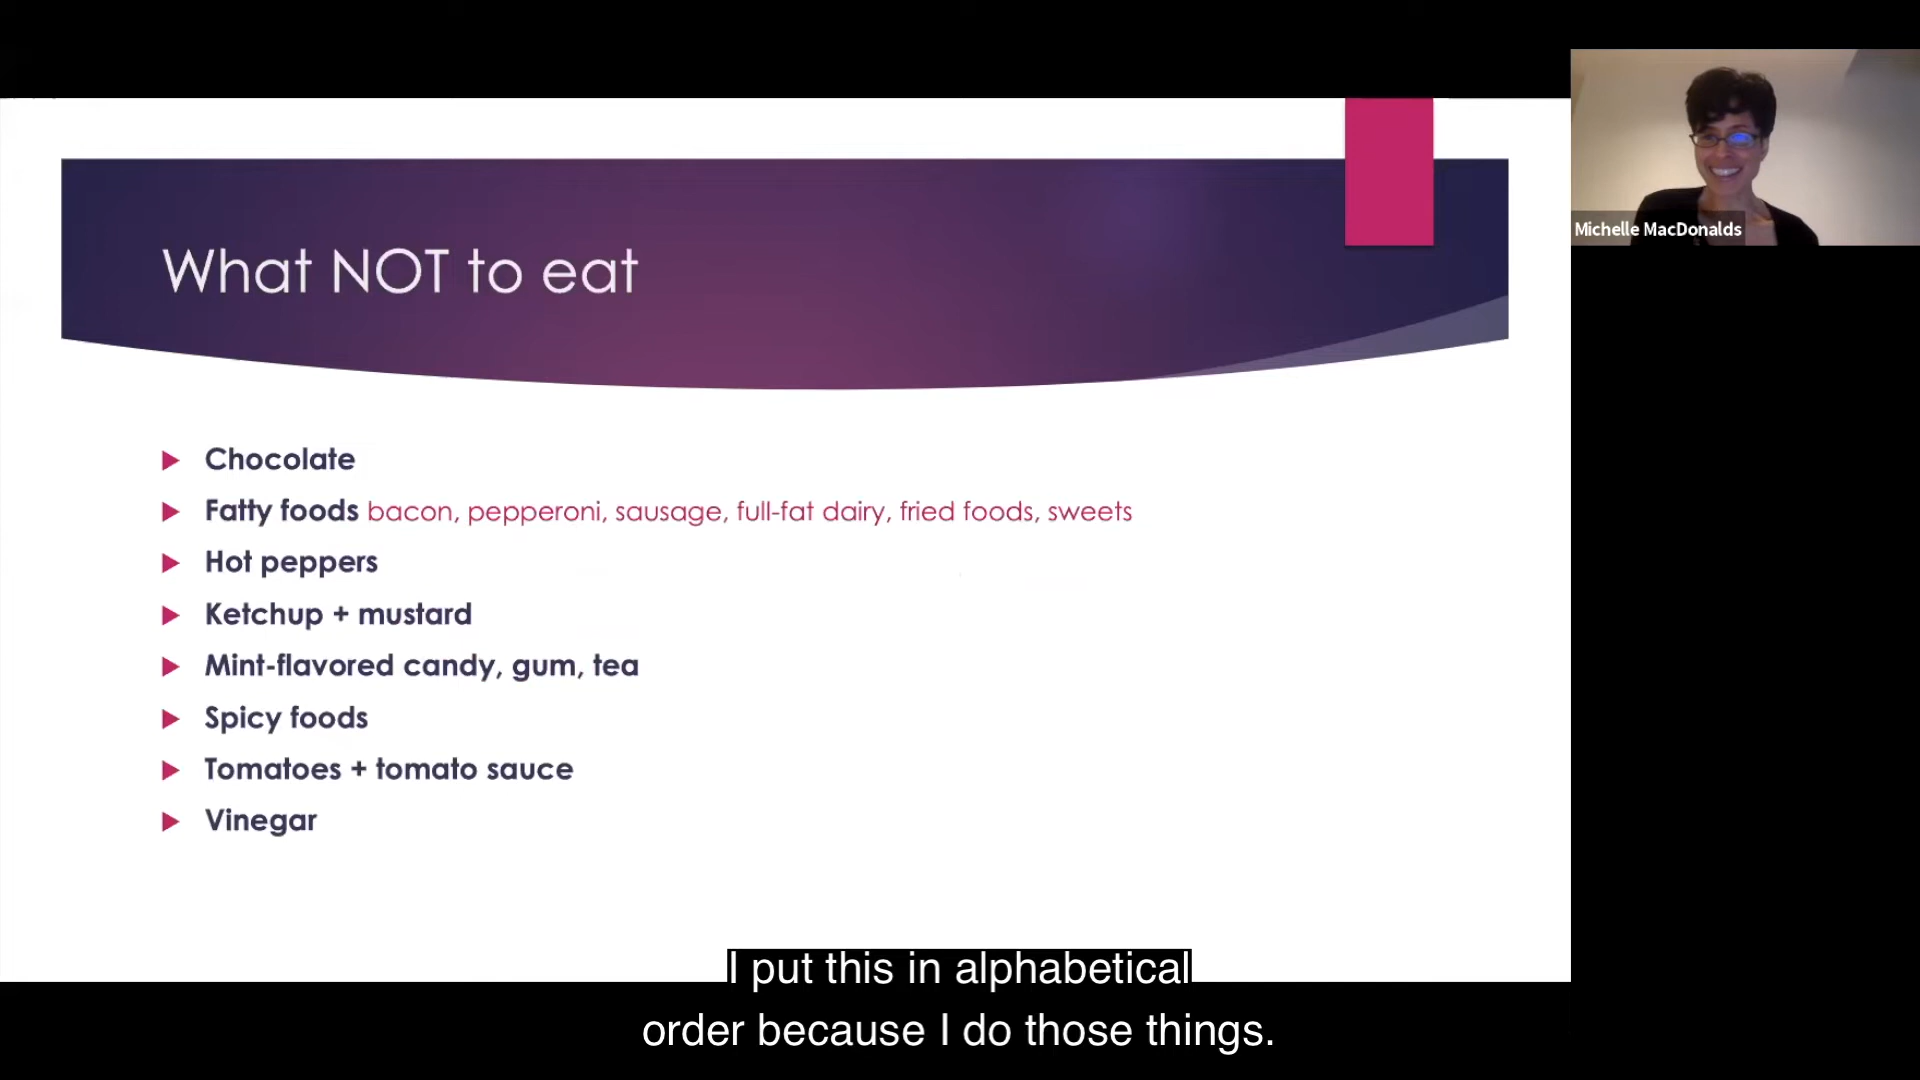 Michelle MacDonalds
What NOT to eat
Chocolate
Fatty foods bacon, pepperoni, sausage, full-fat dairy, fried foods, sweets
Hot peppers
Ketchup + mustard
Mint-flavored candy, gum, tea
Spicy foods
Tomatoes + tomato sauce
Vinegar
I put this in alphabetical
order because I do those things.